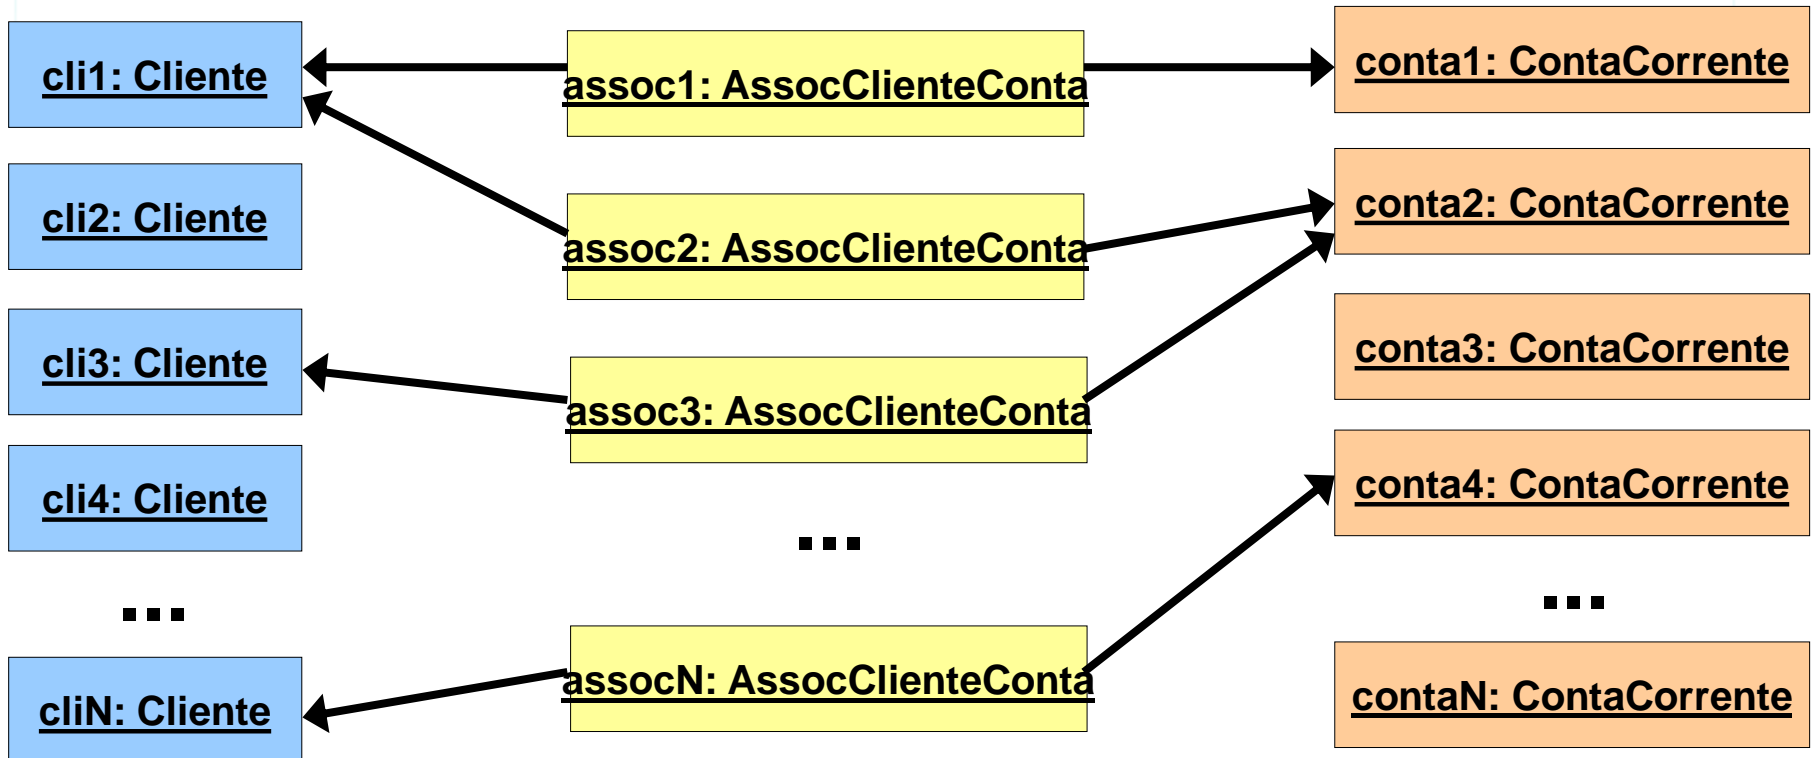 cli1: Cliente
assoc1: AssocClienteConta
conta1: ContaCorrente
cli2: Cliente
assoc2: AssocClienteConta
conta2: ContaCorrente
cli3: Cliente
assoc3: AssocClienteConta
conta3: ContaCorrente
cli4: Cliente
...
conta4: ContaCorrente
...
...
cliN: Cliente
assocN: AssocClienteConta
contaN: ContaCorrente